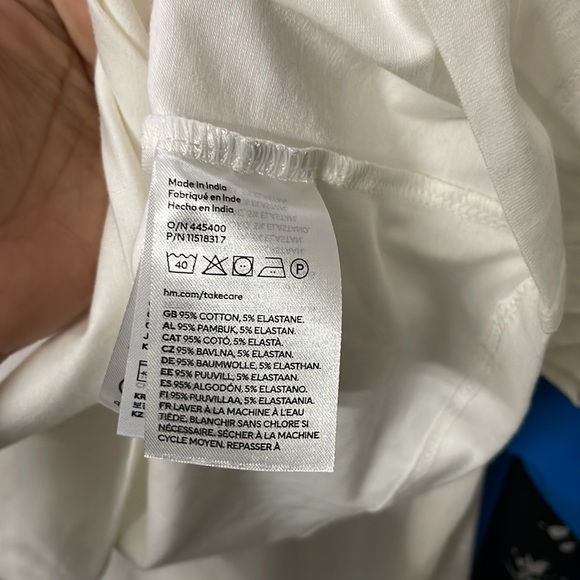 Made in India
Fabriqué en Inde
Hecho en India
O/N 445400
P/N 11518317
40 P
hm.com/takecare
GB 95% COTTON, 5% ELASTANE.
AL 95% PAMBUK, 5% ELASTAN.
CAT 95% COTÓ, 5% ELASTÀ.
CZ 95% BAVLNA, 5% ELASTAN.
DE 95% BAUMWOLLE, 5% ELASTHAN.
EE 95% PUUVILL, 5% ELASTAAN.
ES 95% ALGODÓN, 5% ELASTANO.
FI 95% PUUVILLAA, 5% ELASTAANIA.
FR LAVER À LA MACHINE À L'EAU
TIÈDE, BLANCHIR SANS CHLORE SI
NÉCESSAIRE, SÉCHER À LA MACHINE
CYCLE MOYEN, REPASSER À
KR
KZ